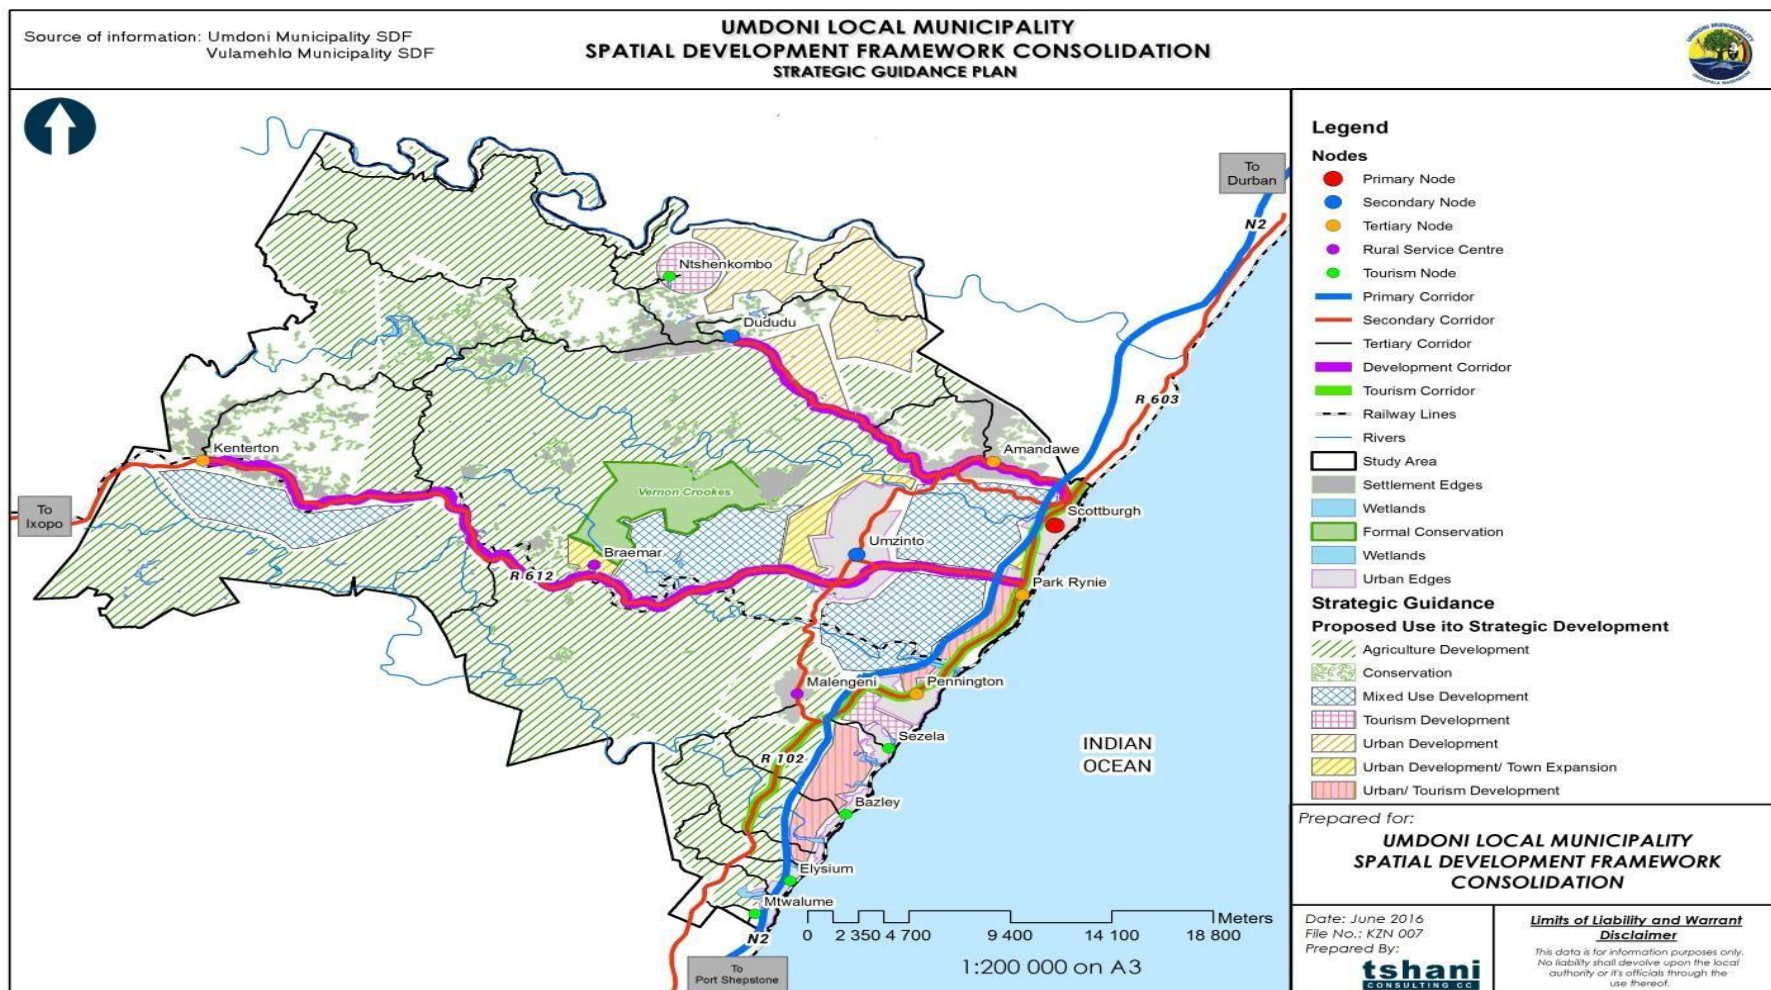 Source of information: Umdoni Municipality SDF
Vulamehlo Municipality SDF
UMDONI LOCAL MUNICIPALITY
SPATIAL DEVELOPMENT FRAMEWORK CONSOLIDATION
STRATEGIC GUIDANCE PLAN
UMDONI MUNICIPALITY
To
Durban
N2
Ntshenkombo
Dududu
R 603
Kenterton
Amandawe
To
Ixopo
Vernon Crookes
Scottburgh
Umzinto
Braemar
R 612
Park Rynie
Malengeni
Pennington
Sezela
R 102
INDIAN
OCEAN
Bazley
Elysium
Mtwalume
N2
To
Port Shepstone
Meters
0 2 350 4 700 9 400 14 100 18 800
1:200 000 on A3
Legend
Nodes
Primary Node
Secondary Node
Tertiary Node
Rural Service Centre
Tourism Node
Primary Corridor
Secondary Corridor
Tertiary Corridor
Development Corridor
Tourism Corridor
Railway Lines
Rivers
Study Area
Settlement Edges
Wetlands
Formal Conservation
Wetlands
Urban Edges
Strategic Guidance
Proposed Use ito Strategic Development
Agriculture Development
Conservation
Mixed Use Development
Tourism Development
Urban Development
Urban Development/ Town Expansion
Urban/ Tourism Development
Prepared for:
UMDONI LOCAL MUNICIPALITY
SPATIAL DEVELOPMENT FRAMEWORK
CONSOLIDATION
Date: June 2016
File No.: KZN 007
Prepared By:
tshani
CONSULTING CC
Limits of Liability and Warrant
Disclaimer
This data is for information purposes only.
No liability shall devolve upon the local
authority or it's officials through the
use thereof.